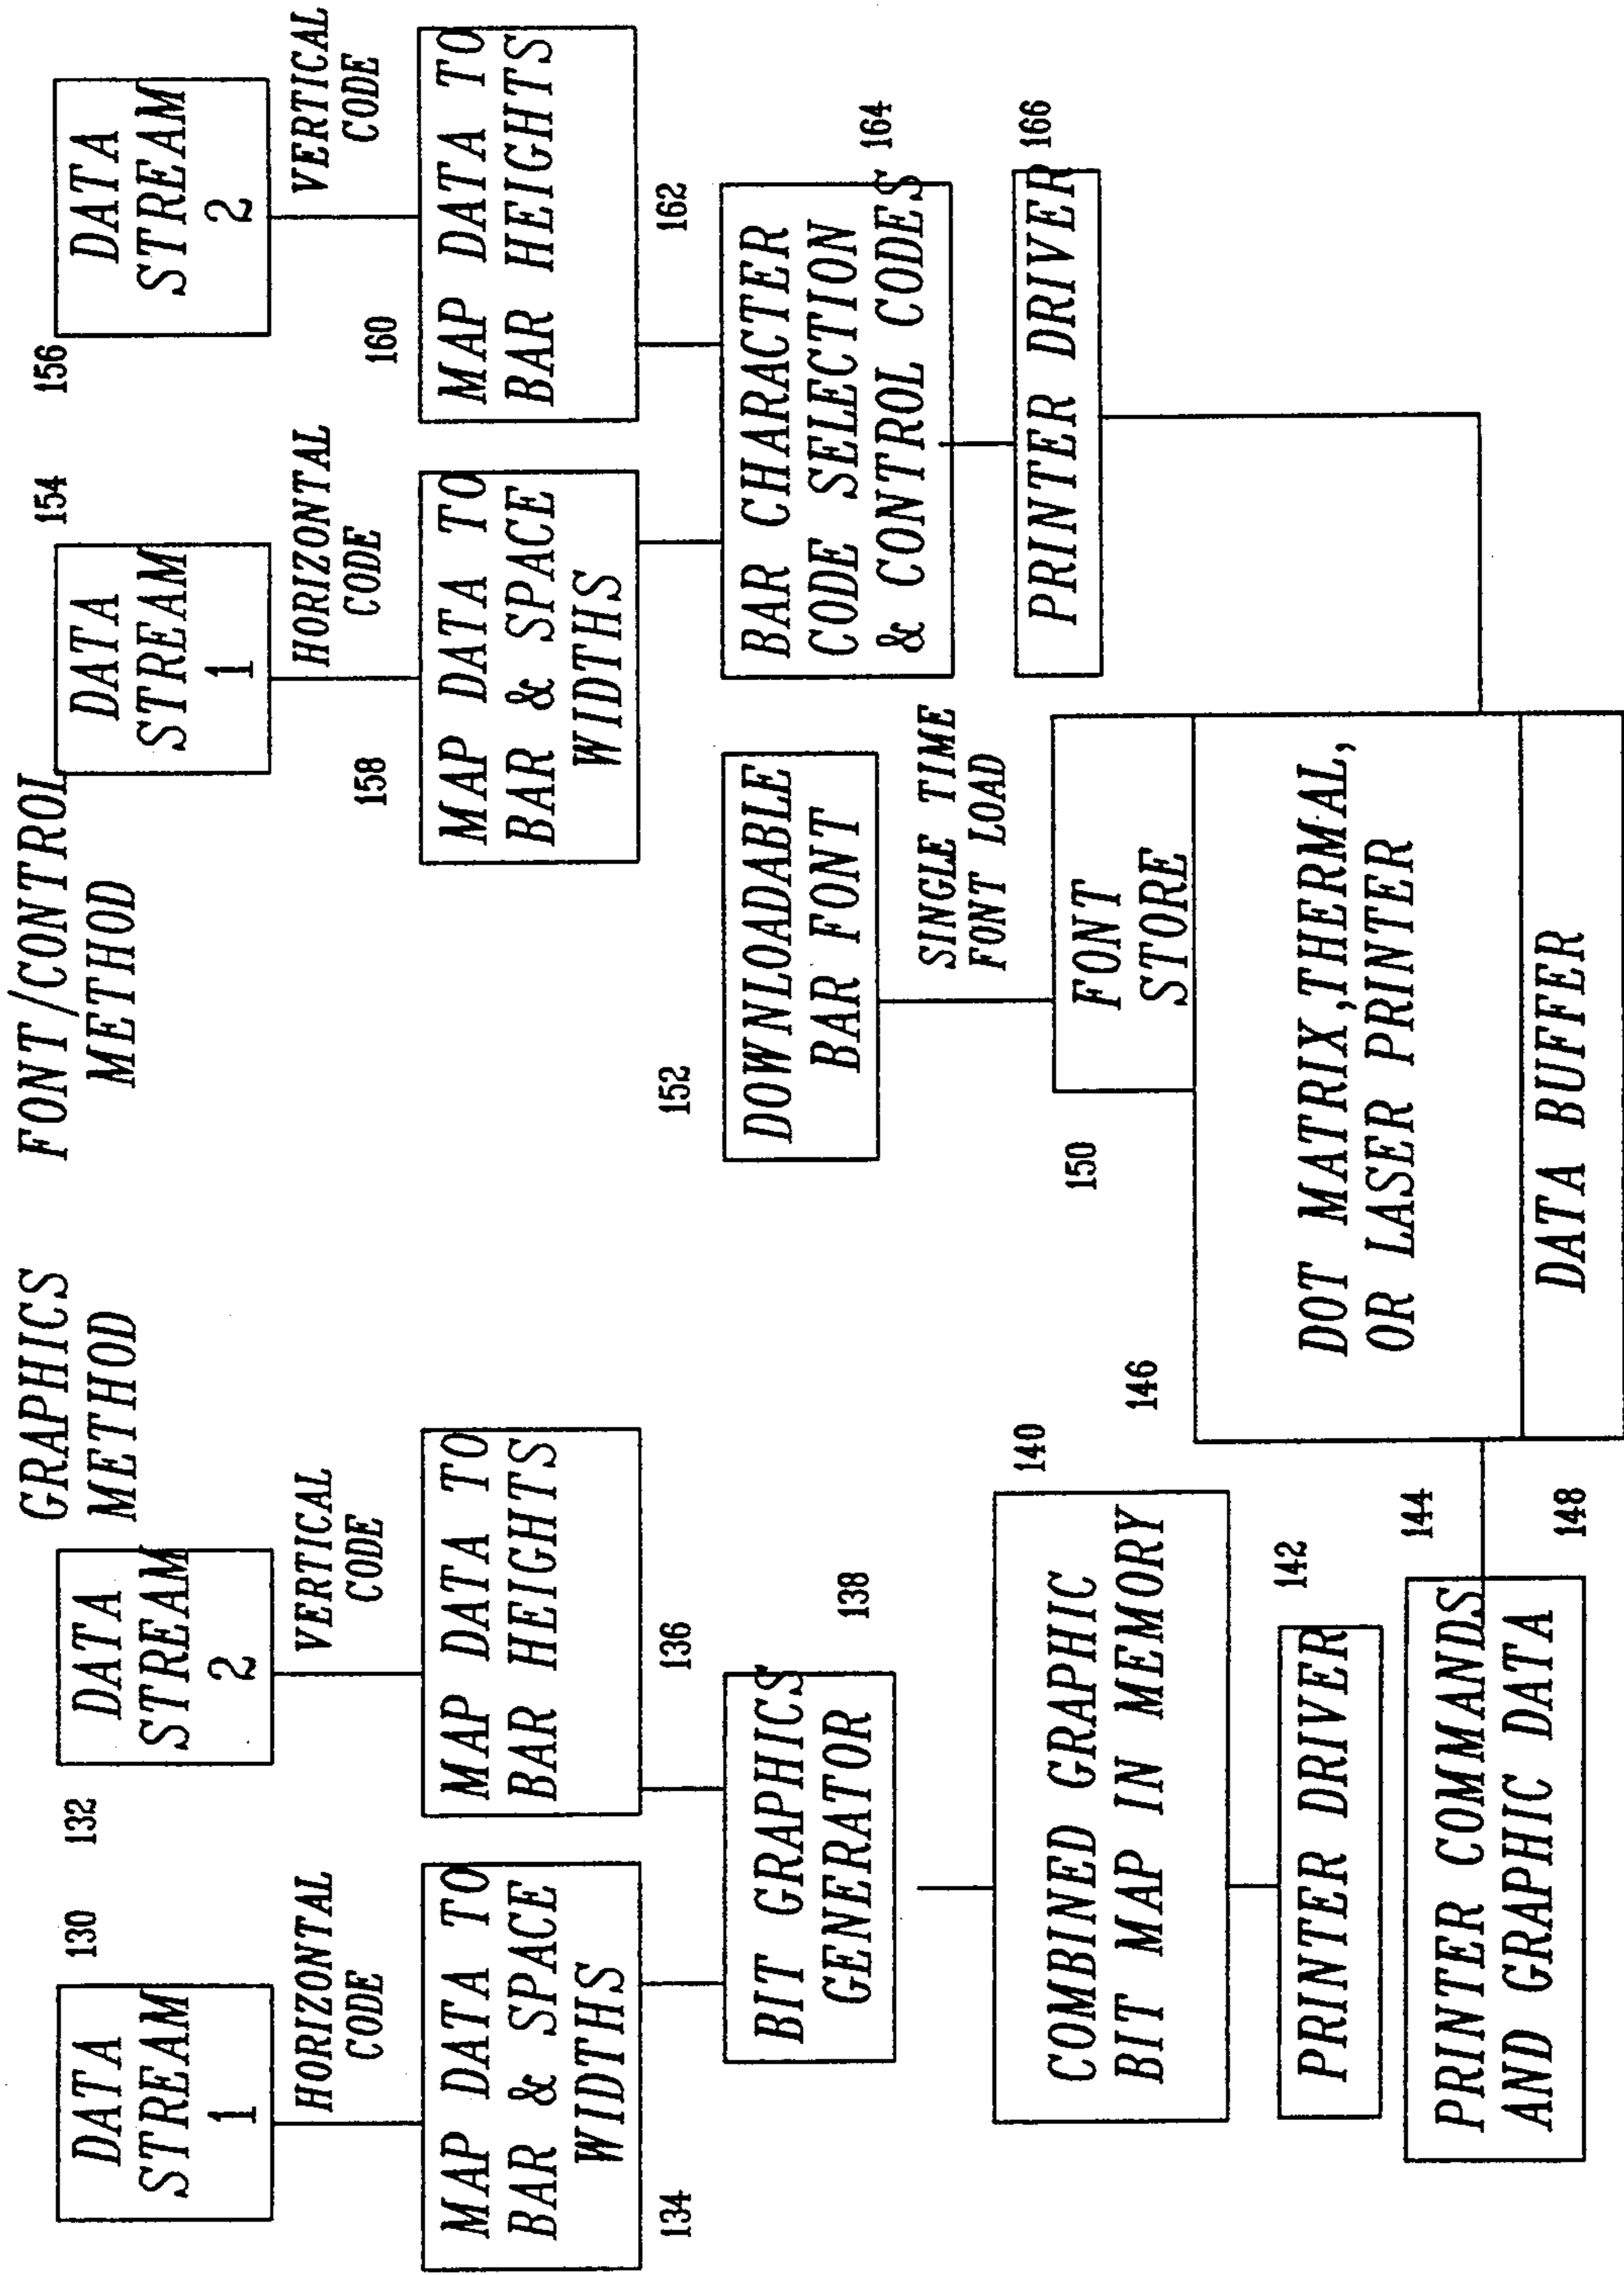 GRAPHICS
METHOD
130
DATA
STREAM
1
HORIZONTAL
CODE
134
MAP DATA TO
BAR & SPACE
WIDTHS
132
DATA
STREAM
2
VERTICAL
CODE
136
MAP DATA TO
BAR HEIGHTS
138
BIT GRAPHICS
GENERATOR
140
COMBINED GRAPHIC
BIT MAP IN MEMORY
142
PRINTER DRIVER
144
PRINTER COMMANDS
AND GRAPHIC DATA
148
146
DOT MATRIX,THERMAL,
OR LASER PRINTER
DATA BUFFER
150
FONT
STORE
SINGLE TIME
FONT LOAD
152
DOWNLOADABLE
BAR FONT
FONT/CONTROL
METHOD
154
DATA
STREAM
1
HORIZONTAL
CODE
158
MAP DATA TO
BAR & SPACE
WIDTHS
156
DATA
STREAM
2
VERTICAL
CODE
160
MAP DATA TO
BAR HEIGHTS
162
BAR CHARACTER
CODE SELECTION
& CONTROL CODES
164
PRINTER DRIVER
166